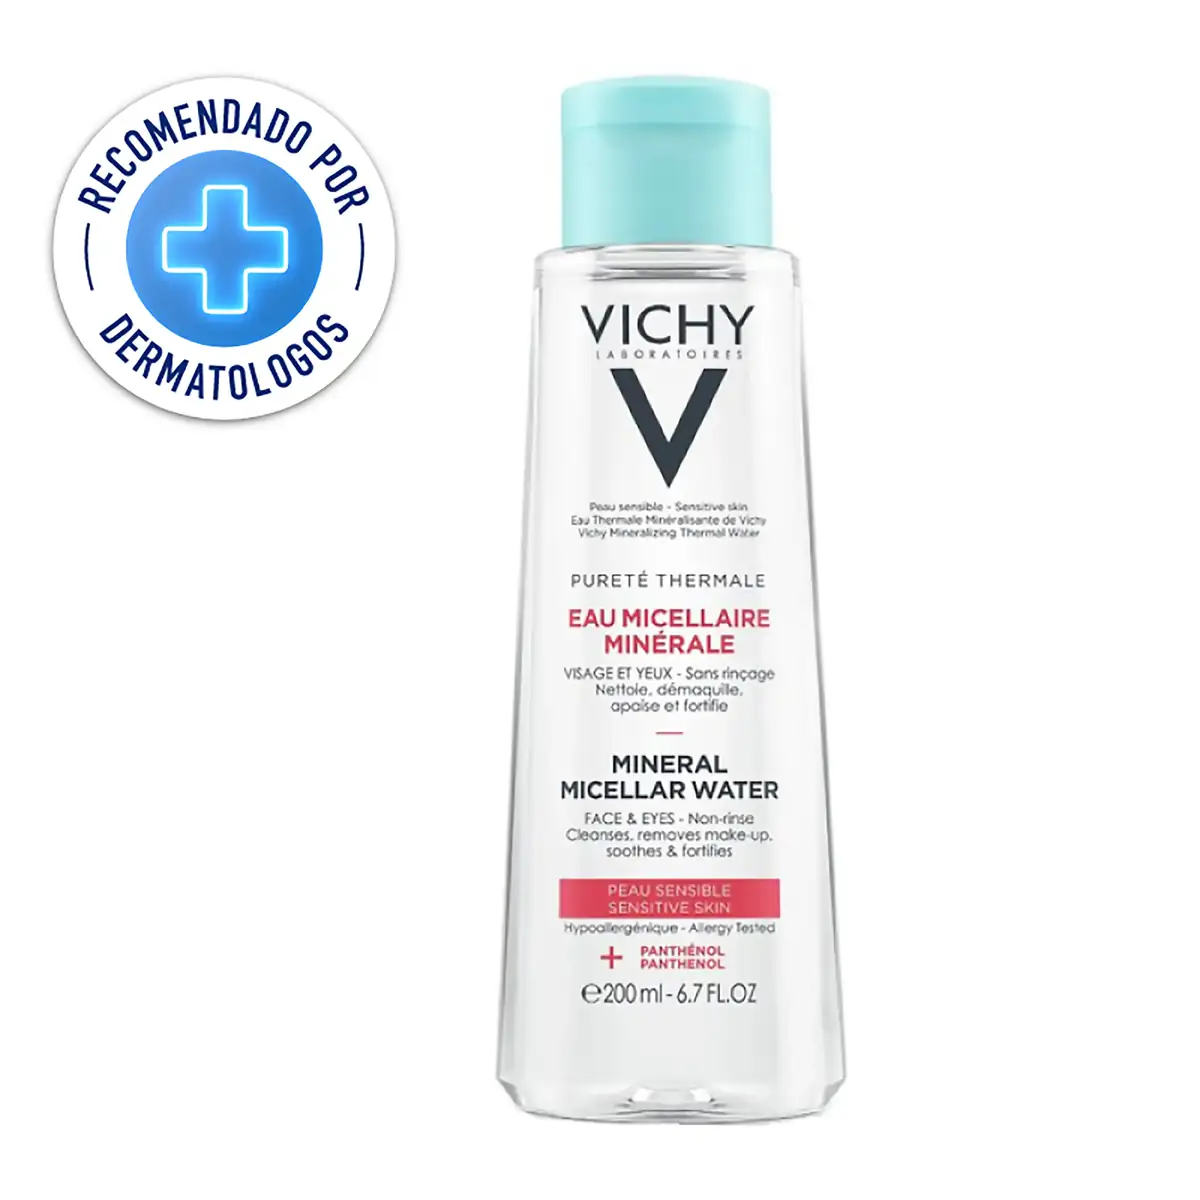 RECOMENDADO POR
DERMATOLOGOS
VICHY
LABORATOIRES
V
Peau sensible - Sensitive skin
Eau Thermale Minéralisante de Vichy
Vichy Mineralizing Thermal Water
PURETÉ THERMALE
EAU MICELLAIRE
MINÉRALE
VISAGE ET YEUX - Sans rinçage
Nettoie, démaquille,
apaise et fortifie
MINERAL
MICELLAR WATER
FACE & EYES - Non-rinse
Cleanses, removes make-up,
soothes & fortifies
PEAU SENSIBLE
SENSITIVE SKIN
Hypoallergénique - Allergy Tested
+ PANTHÉNOL
PANTHENOL
℮200 ml - 6.7 FL.OZ